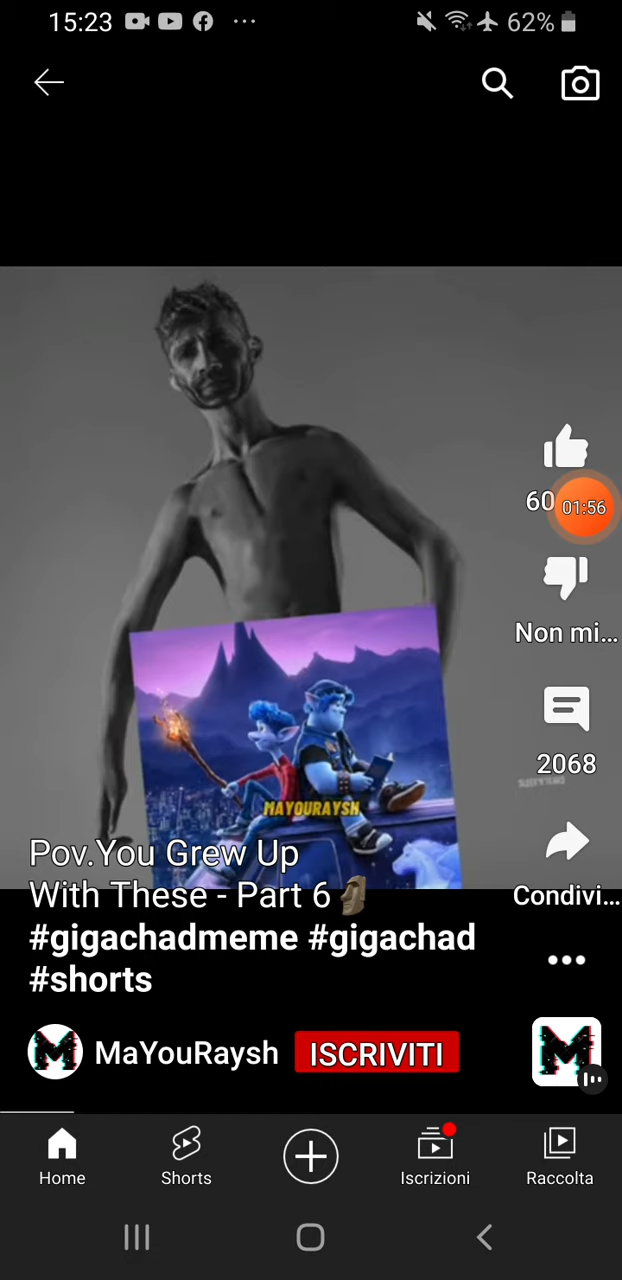 15:23
62%
60
01:56
Non mi...
2068
MAYOURAYSH
Pov.You Grew Up
With These - Part 6🗿
Condivi...
#gigachadmeme #gigachad
#shorts
MaYouRaysh
ISCRIVITI
Home
Shorts
Iscrizioni
Raccolta